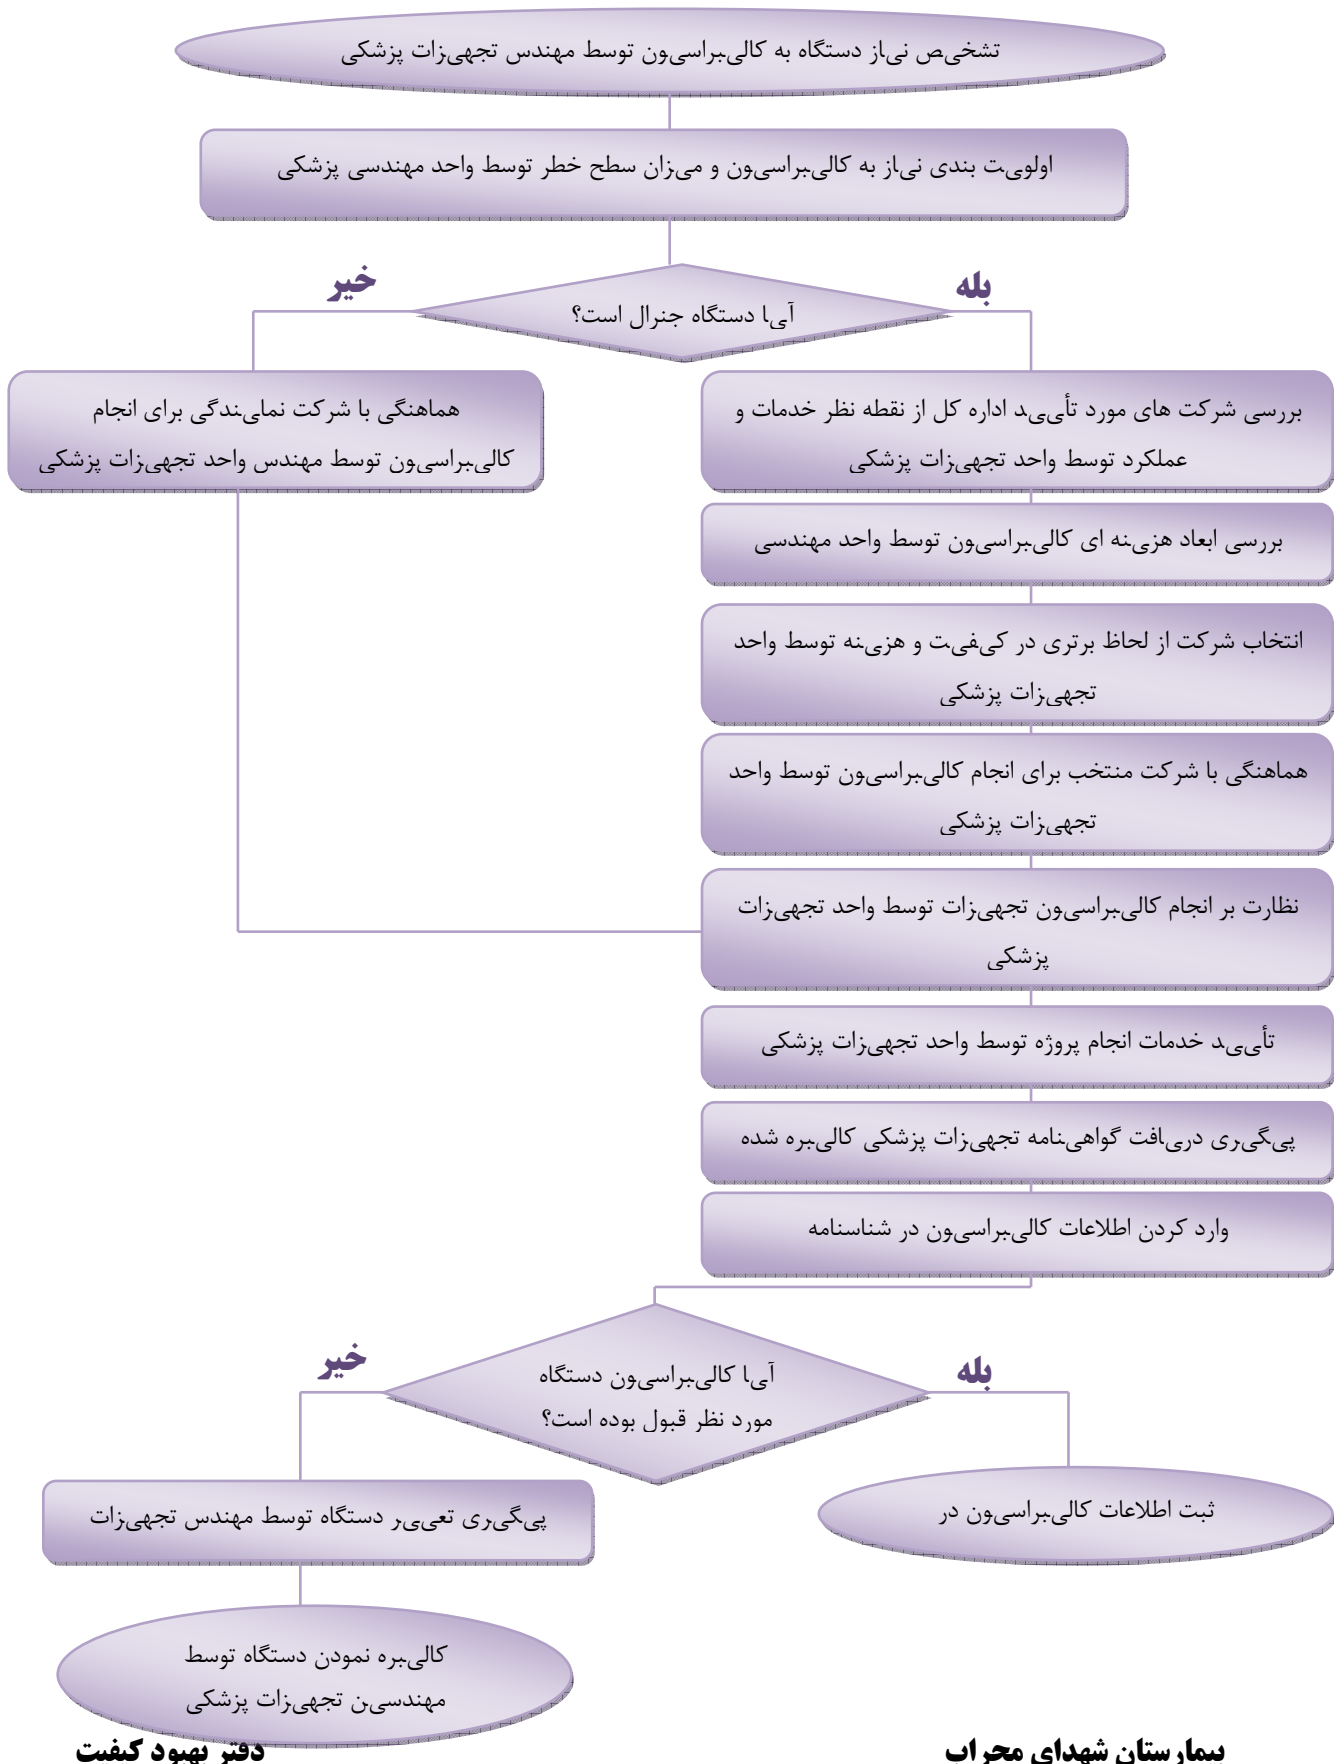 تشخیص نیاز دستگاه به کالیبراسیون توسط مهندس تجهیزات پزشکی
اولویت بندی نیاز به کالیبراسیون و میزان سطح خطر توسط واحد مهندسی پزشکی
بله
خیر
آیا دستگاه جنرال است؟
بررسی شرکت های مورد تأیید اداره کل از نقطه نظر خدمات و
عملکرد توسط واحد تجهیزات پزشکی
هماهنگی با شرکت نمایندگی برای انجام
کالیبراسیون توسط مهندس واحد تجهیزات پزشکی
بررسی ابعاد هزینه ای کالیبراسیون توسط واحد مهندسی
انتخاب شرکت از لحاظ برتری در کیفیت و هزینه توسط واحد
تجهیزات پزشکی
هماهنگی با شرکت منتخب برای انجام کالیبراسیون توسط واحد
تجهیزات پزشکی
نظارت بر انجام کالیبراسیون تجهیزات توسط واحد تجهیزات
پزشکی
تأیید خدمات انجام پروژه توسط واحد تجهیزات پزشکی
پیگیری دریافت گواهینامه تجهیزات پزشکی کالیبره شده
وارد کردن اطلاعات کالیبراسیون در شناسنامه
بله
خیر
آیا کالیبراسیون دستگاه
مورد نظر قبول بوده است؟
ثبت اطلاعات کالیبراسیون در
پیگیری تعییر دستگاه توسط مهندس تجهیزات
کالیبره نمودن دستگاه توسط
مهندسین تجهیزات پزشکی
بیمارستان شهدای محراب
دفتر بهبود کیفیت